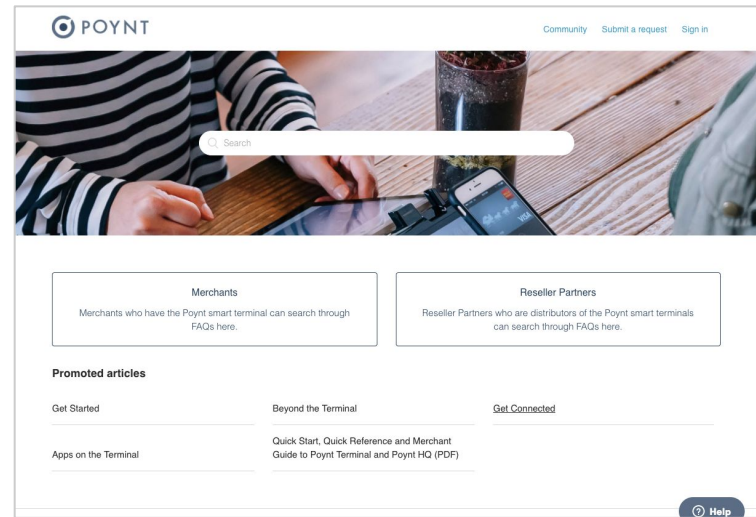 POYNT
Community Submit a request Sign in
Search
VISA
Merchants
Merchants who have the Poynt smart terminal can search through
FAQs here.
Reseller Partners
Reseller Partners who are distributors of the Poynt smart terminals
can search through FAQs here.
Promoted articles
Get Started
Beyond the Terminal
Get Connected
Apps on the Terminal
Quick Start, Quick Reference and Merchant
Guide to Poynt Terminal and Poynt HQ (PDF)
Help